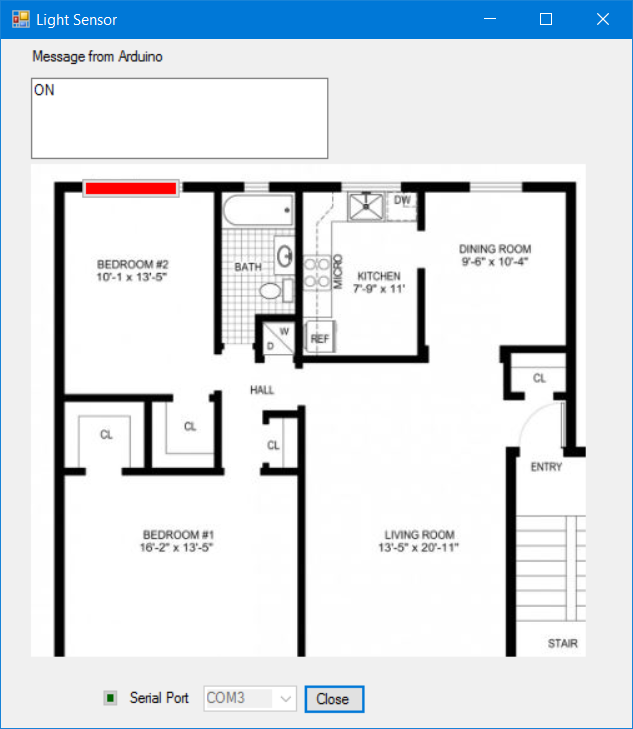 Light Sensor
Message from Arduino
ON
DW
BEDROOM #2
10'-1 x 13'-5"
BATH
MICRO
KITCHEN
7'-9" x 11'
DINING ROOM
9'-6" x 10'-4"
W
D
REF
HALL
CL
CL
CL
CL
ENTRY
BEDROOM #1
16'-2" x 13'-5"
LIVING ROOM
13'-5" x 20'-11"
STAIR
Serial Port
COM3
Close